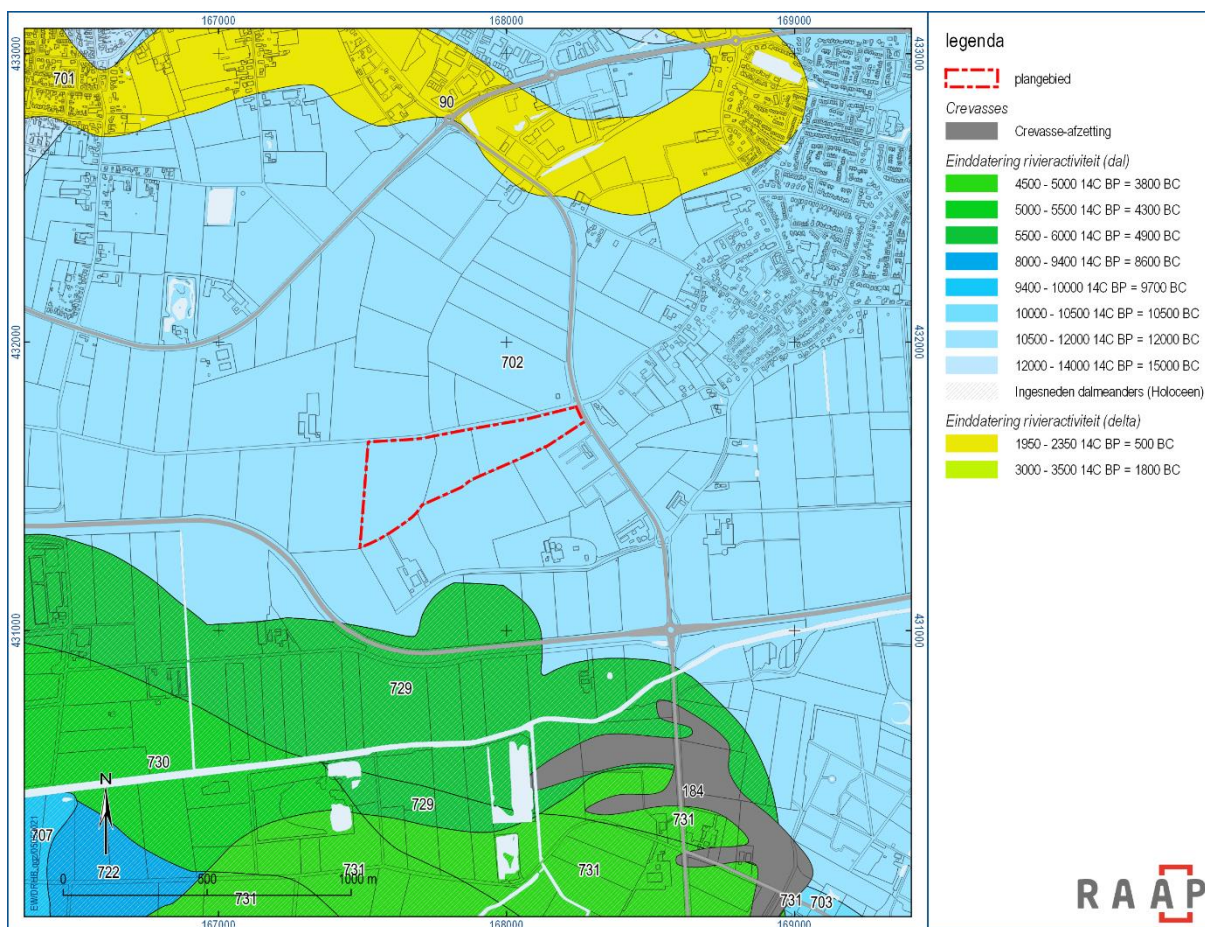 167000 168000 169000
433000
433000
701
90
432000
432000
702
431000
431000
729
730
N
729
184
731
707
722
731
731
731
731 703
0 500 1000 m
167000 168000 169000
legenda
plangebied
Crevasses
Crevasse-afzetting
Einddatering rivieractiviteit (dal)
4500 - 5000 14C BP = 3800 BC
5000 - 5500 14C BP = 4300 BC
5500 - 6000 14C BP = 4900 BC
8000 - 9400 14C BP = 8600 BC
9400 - 10000 14C BP = 9700 BC
10000 - 10500 14C BP = 10500 BC
10500 - 12000 14C BP = 12000 BC
12000 - 14000 14C BP = 15000 BC
Ingesneden dalmeanders (Holoceen)
Einddatering rivieractiviteit (delta)
1950 - 2350 14C BP = 500 BC
3000 - 3500 14C BP = 1800 BC
RAAP